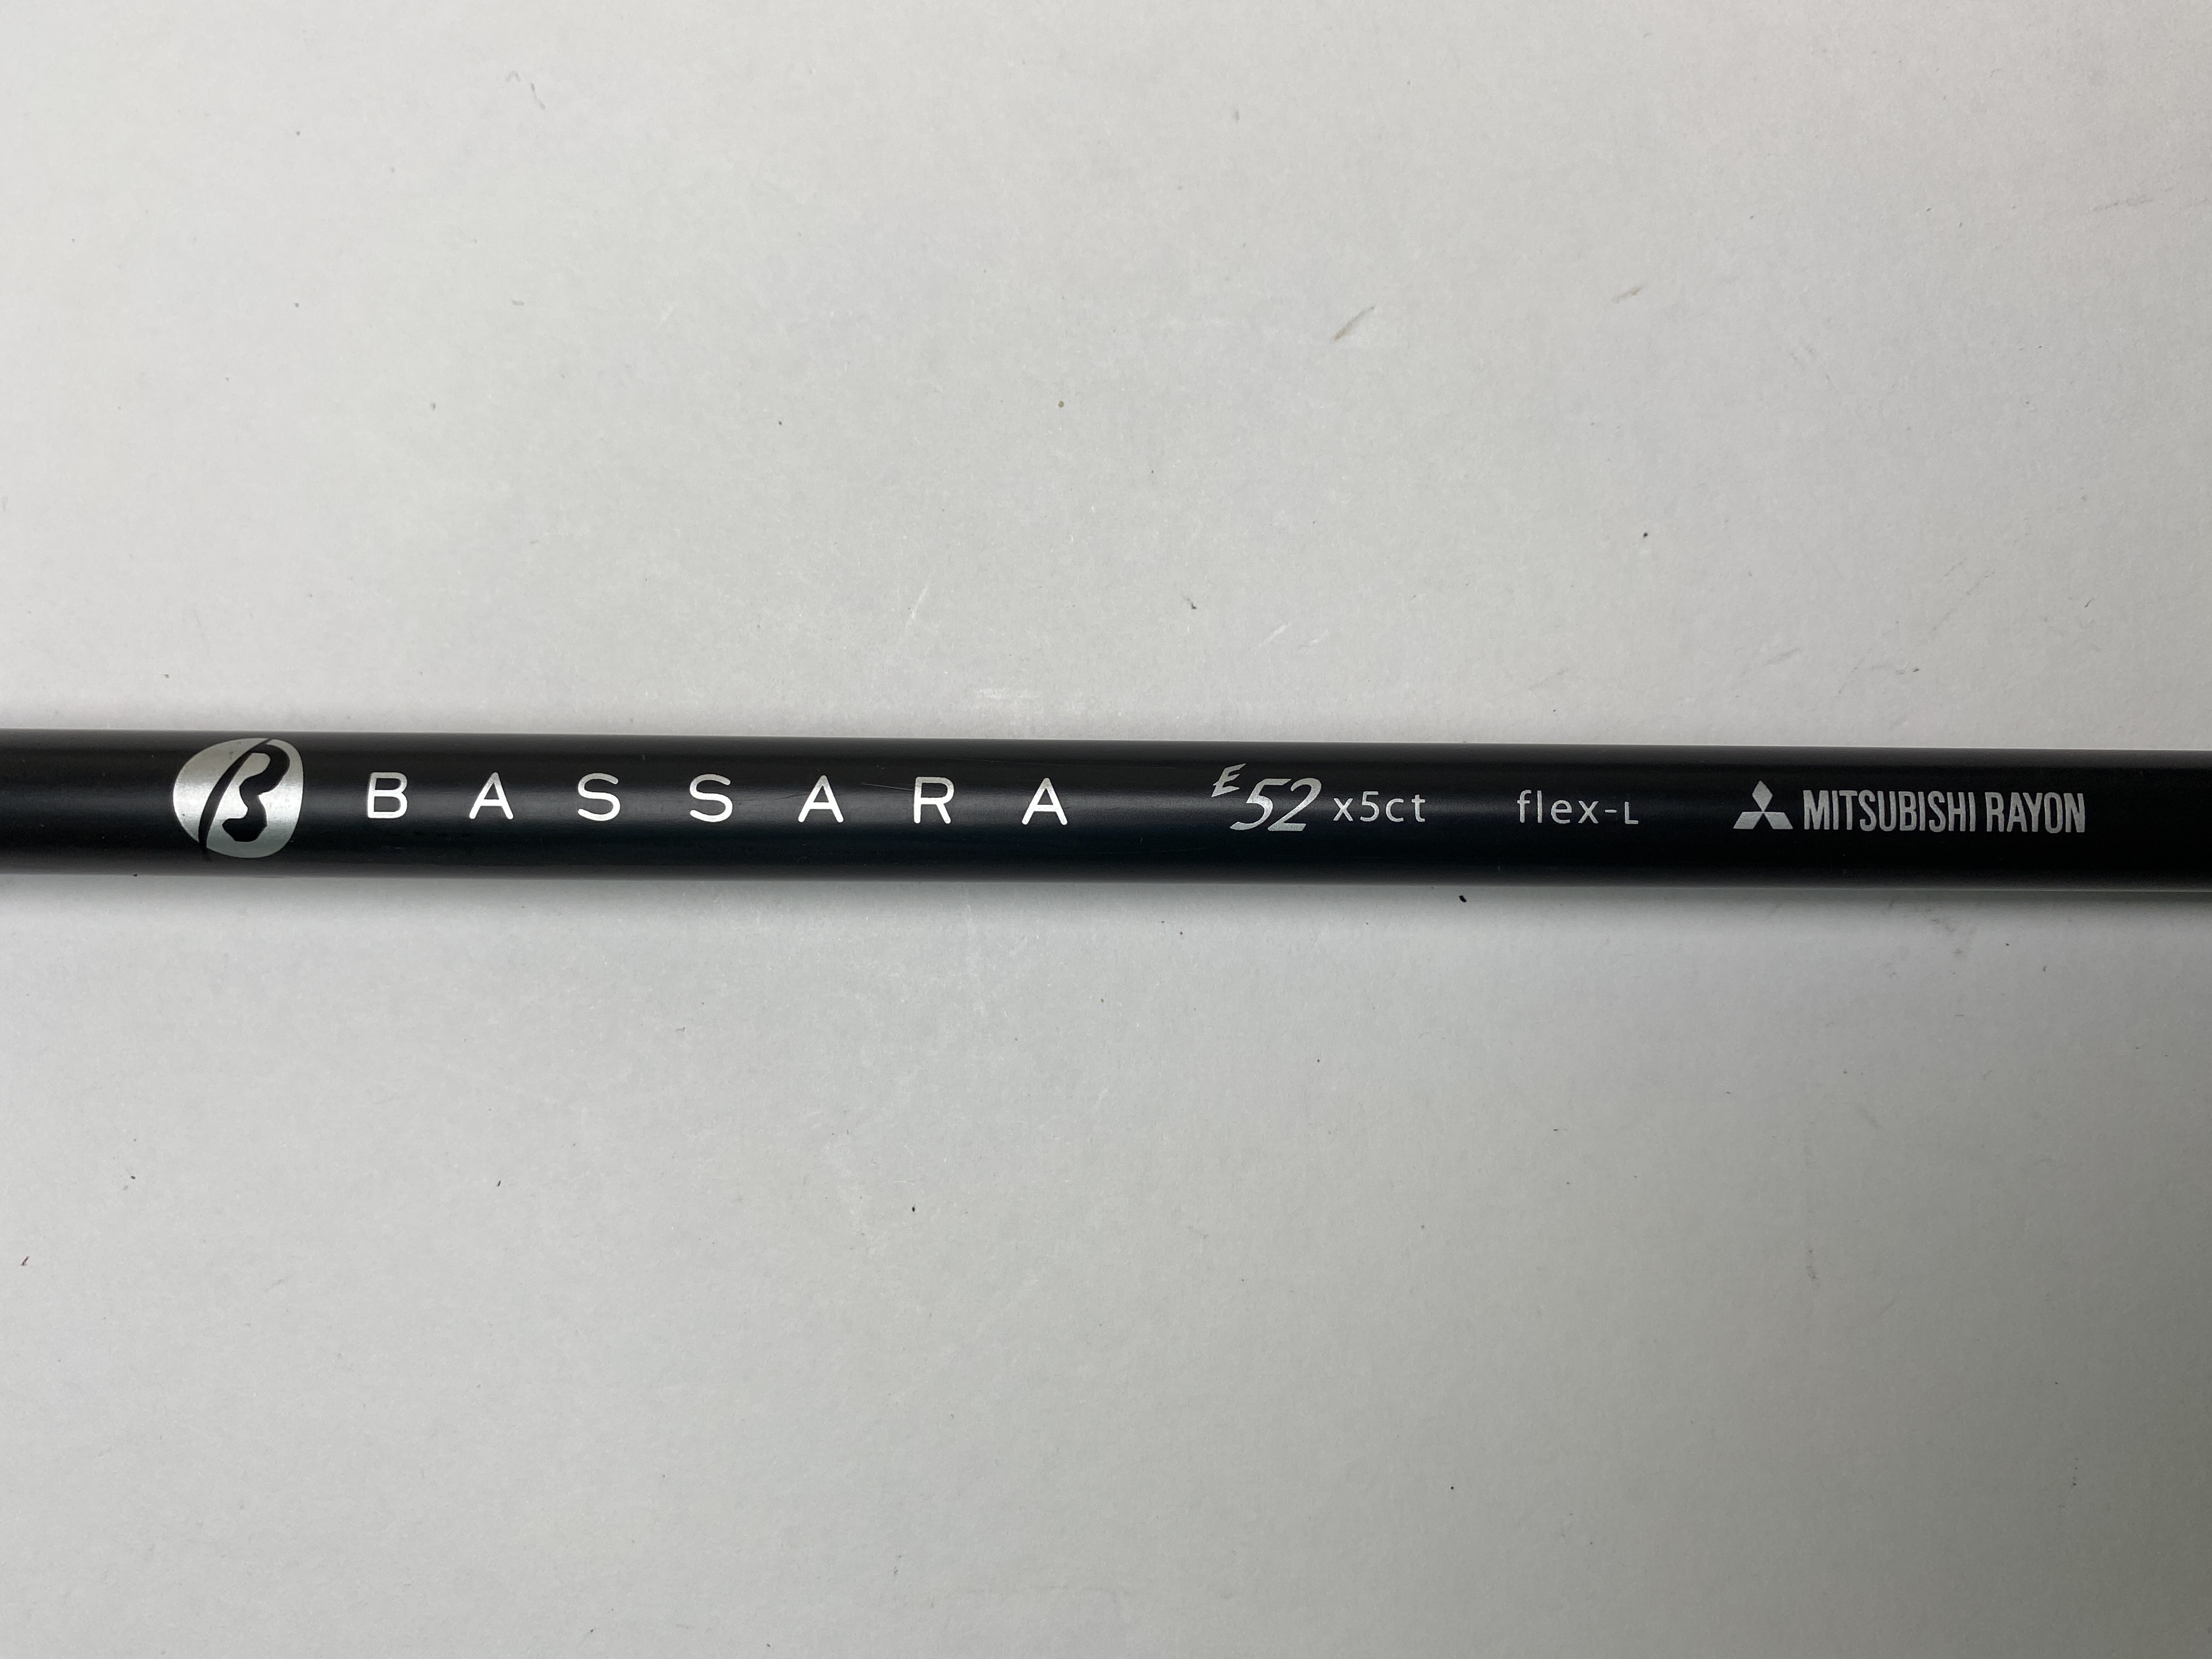 B BASSARA E52 x5ct flex-L MITSUBISHI RAYON